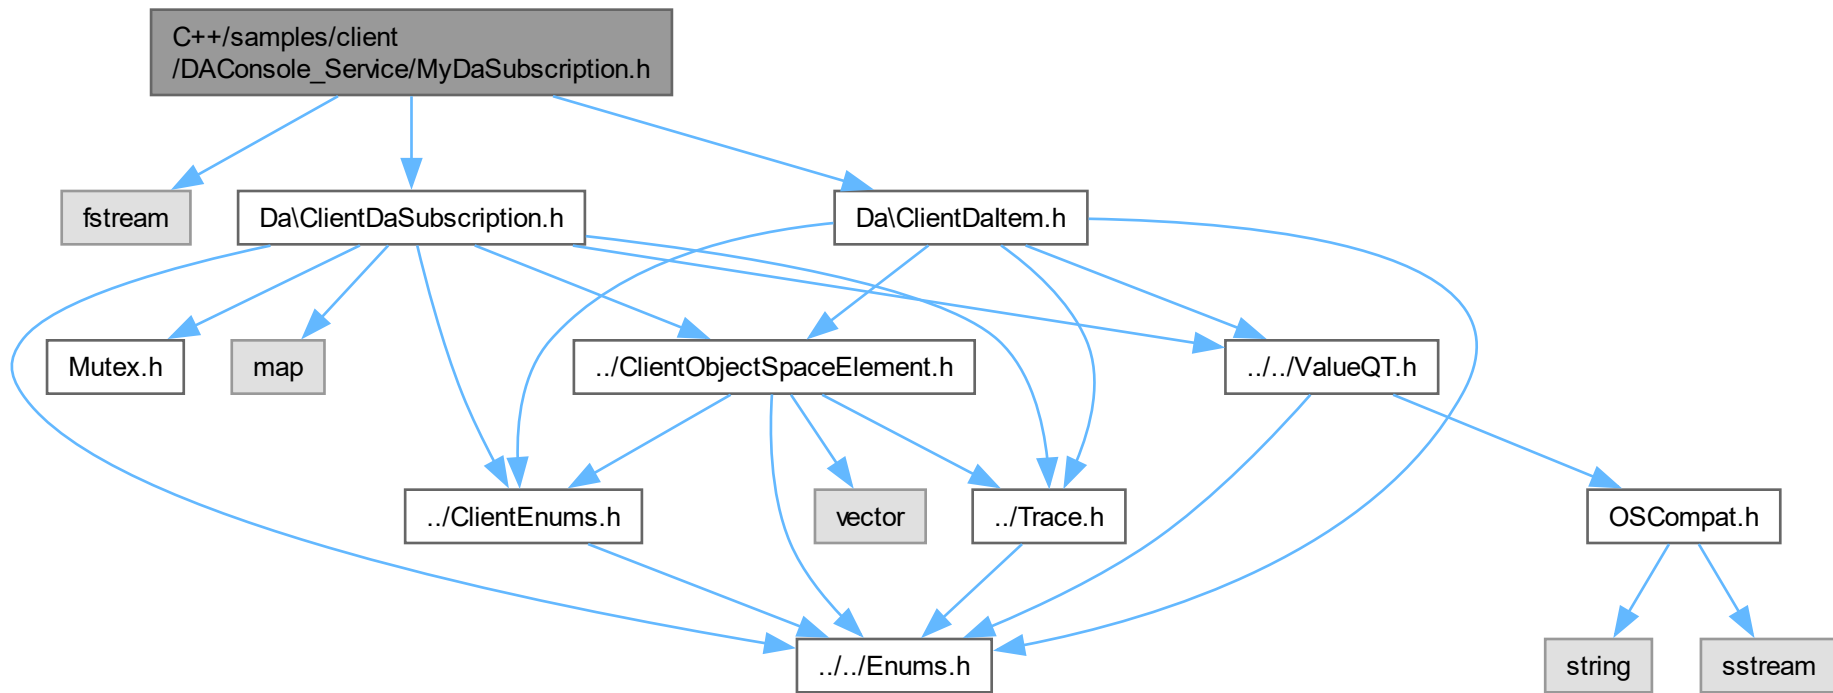 C++/samples/client
/DAConsole_Service/MyDaSubscription.h
fstream
Da\ClientDaSubscription.h
Da\ClientDaItem.h
Mutex.h
map
../ClientObjectSpaceElement.h
../../ValueQT.h
../ClientEnums.h
vector
../Trace.h
OSCompat.h
../../Enums.h
string
sstream